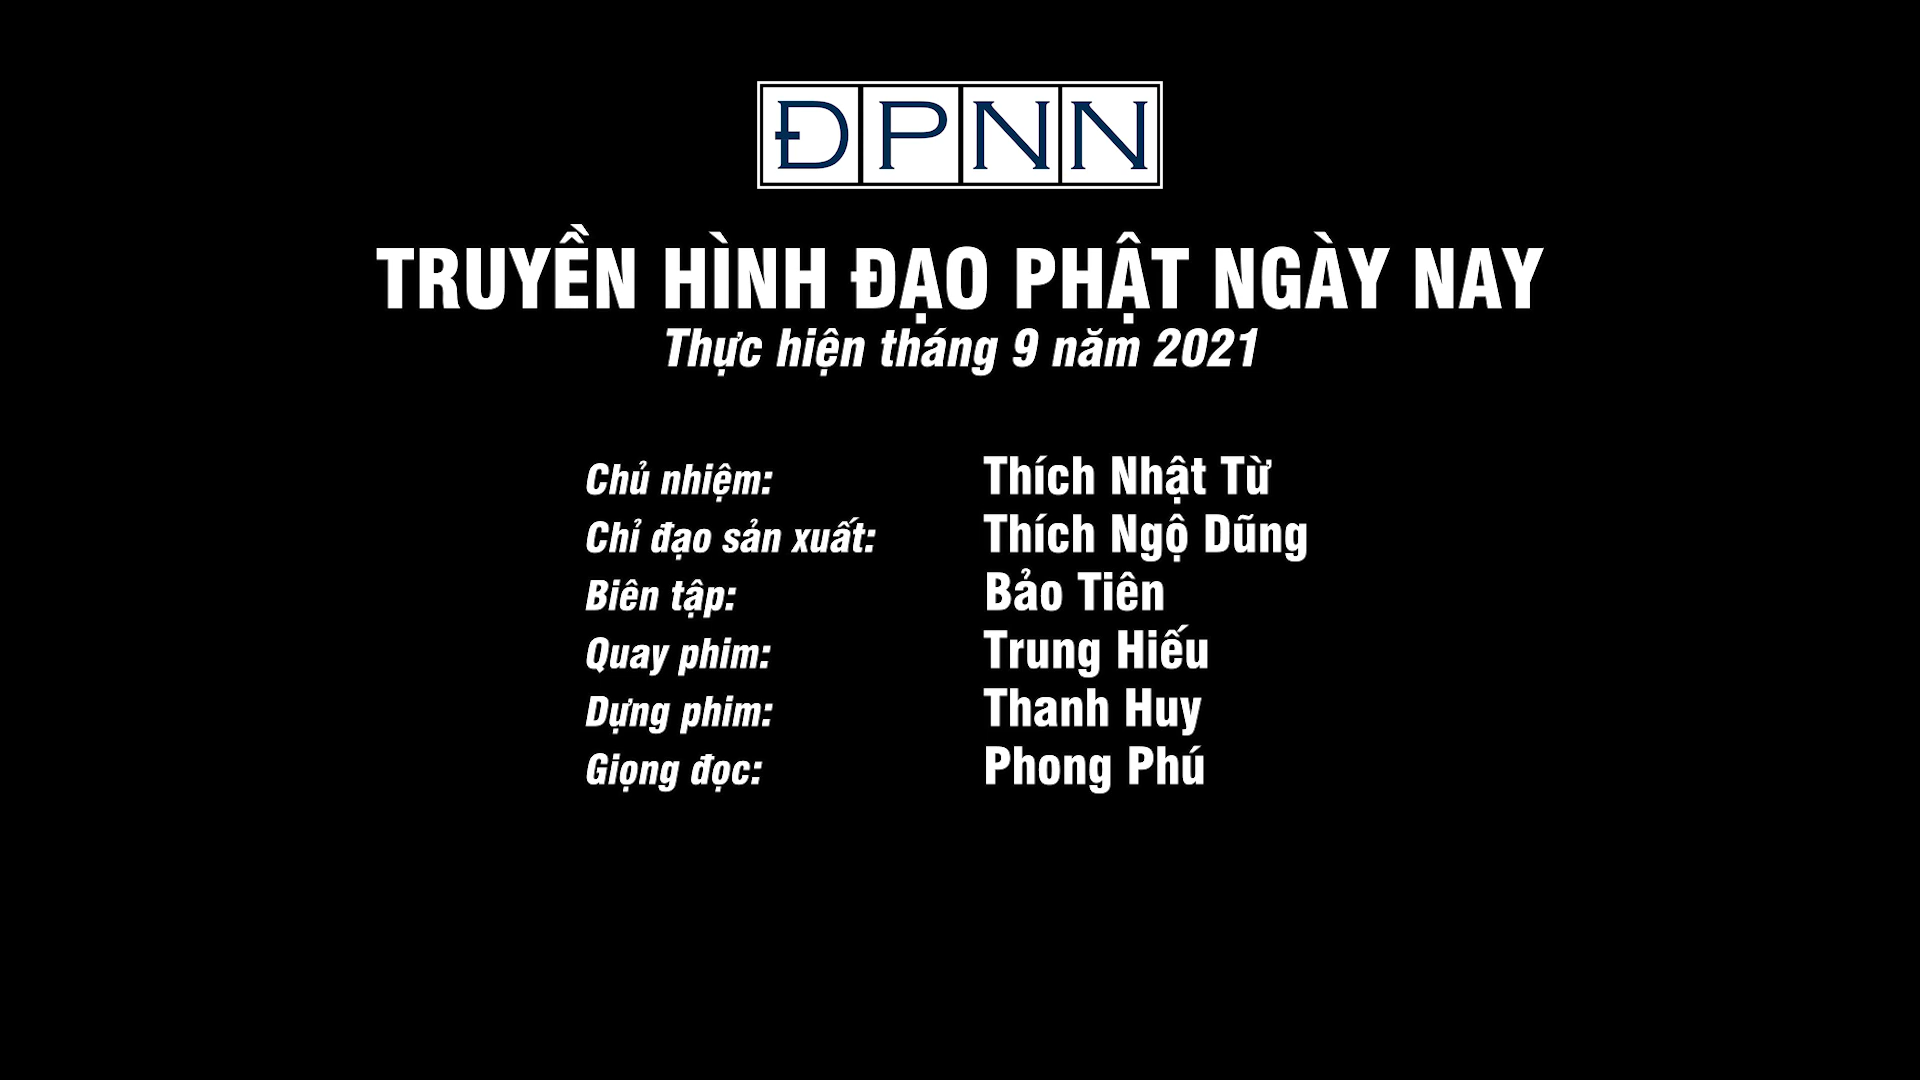 ĐPNN
TRUYỀN HÌNH ĐẠO PHẬT NGÀY NAY
Thực hiện tháng 9 năm 2021
Chủ nhiệm: Thích Nhật Từ
Chỉ đạo sản xuất: Thích Ngộ Dũng
Biên tập: Bảo Tiên
Quay phim: Trung Hiếu
Dựng phim: Thanh Huy
Giọng đọc: Phong Phú